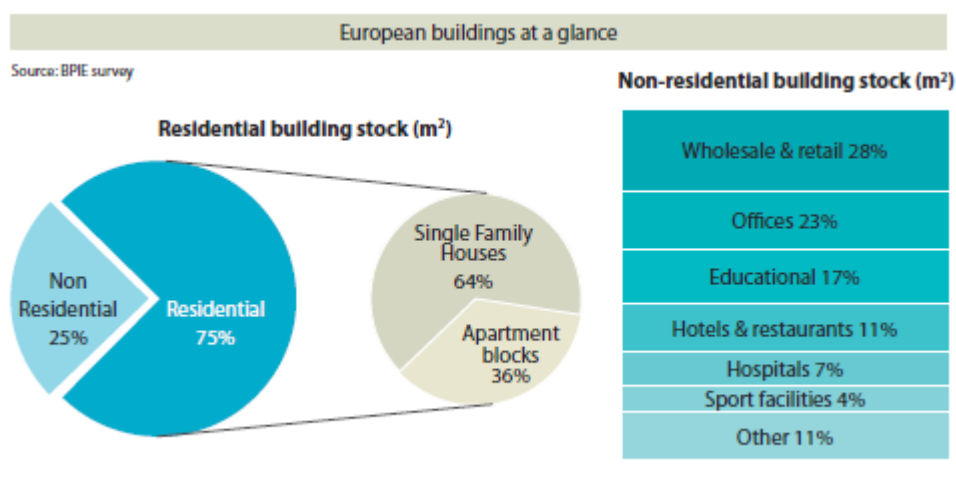 European buildings at a glance
Source: BPIE survey
Non-residential building stock (m²)
Residential building stock (m²)
Wholesale & retail 28%
Offices 23%
Educational 17%
Hotels & restaurants 11%
Hospitals 7%
Sport facilities 4%
Other 11%
Non
Residential
25%
Residential
75%
Single Family
Houses
64%
Apartment
blocks
36%